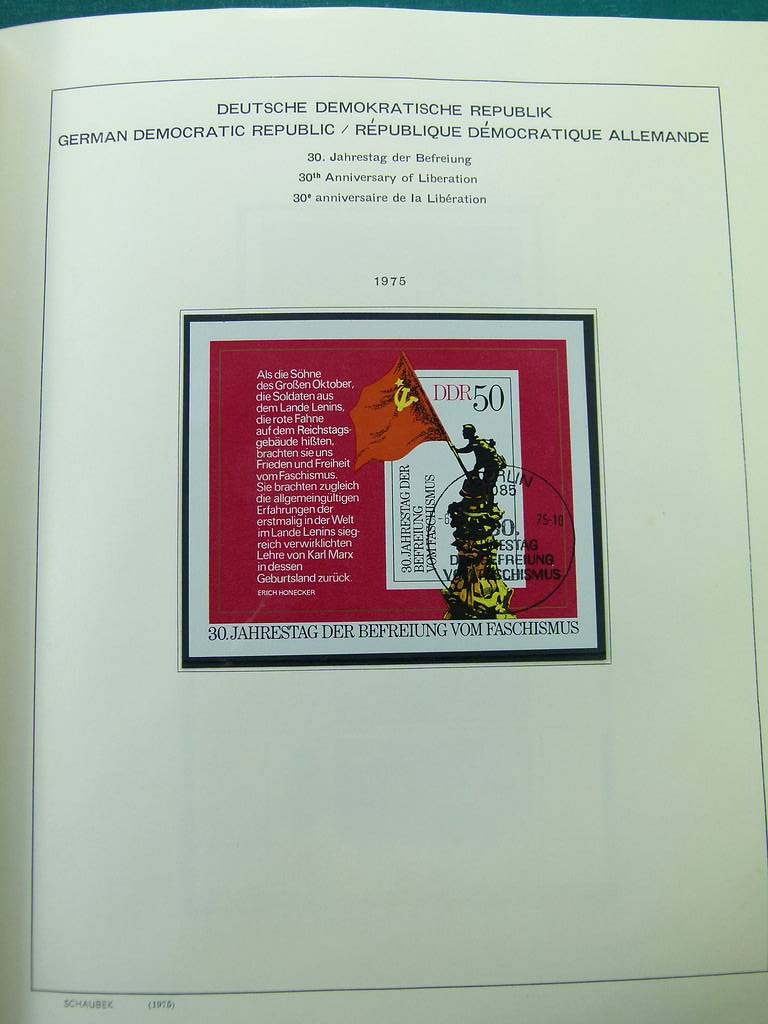 DEUTSCHE DEMOKRATISCHE REPUBLIK
GERMAN DEMOCRATIC REPUBLIC / RÉPUBLIQUE DÉMOCRATIQUE ALLEMANDE
30. Jahrestag der Befreiung
30th Anniversary of Liberation
30e anniversaire de la Libération
1975
Als die Söhne
des Großen Oktober,
die Soldaten aus
dem Lande Lenins,
die rote Fahne
auf dem Reichstags-
gebäude hißten,
brachten sie uns
Frieden und Freiheit
vom Faschismus.
Sie brachten zugleich
die allgemeingültigen
Erfahrungen der
erstmalig in der Welt
im Lande Lenins sieg-
reich verwirklichten
Lehre von Karl Marx
in dessen
Geburtsland zurück.
ERICH HONECKER
DDR 50
30. JAHRESTAG DER
BEFREIUNG
VOM FASCHISMUS
BERLIN
1085
75-10
30.
JAHRESTAG
DER BEFREIUNG
VOM FASCHISMUS
30. JAHRESTAG DER BEFREIUNG VOM FASCHISMUS
SCHAUBEK (1975)